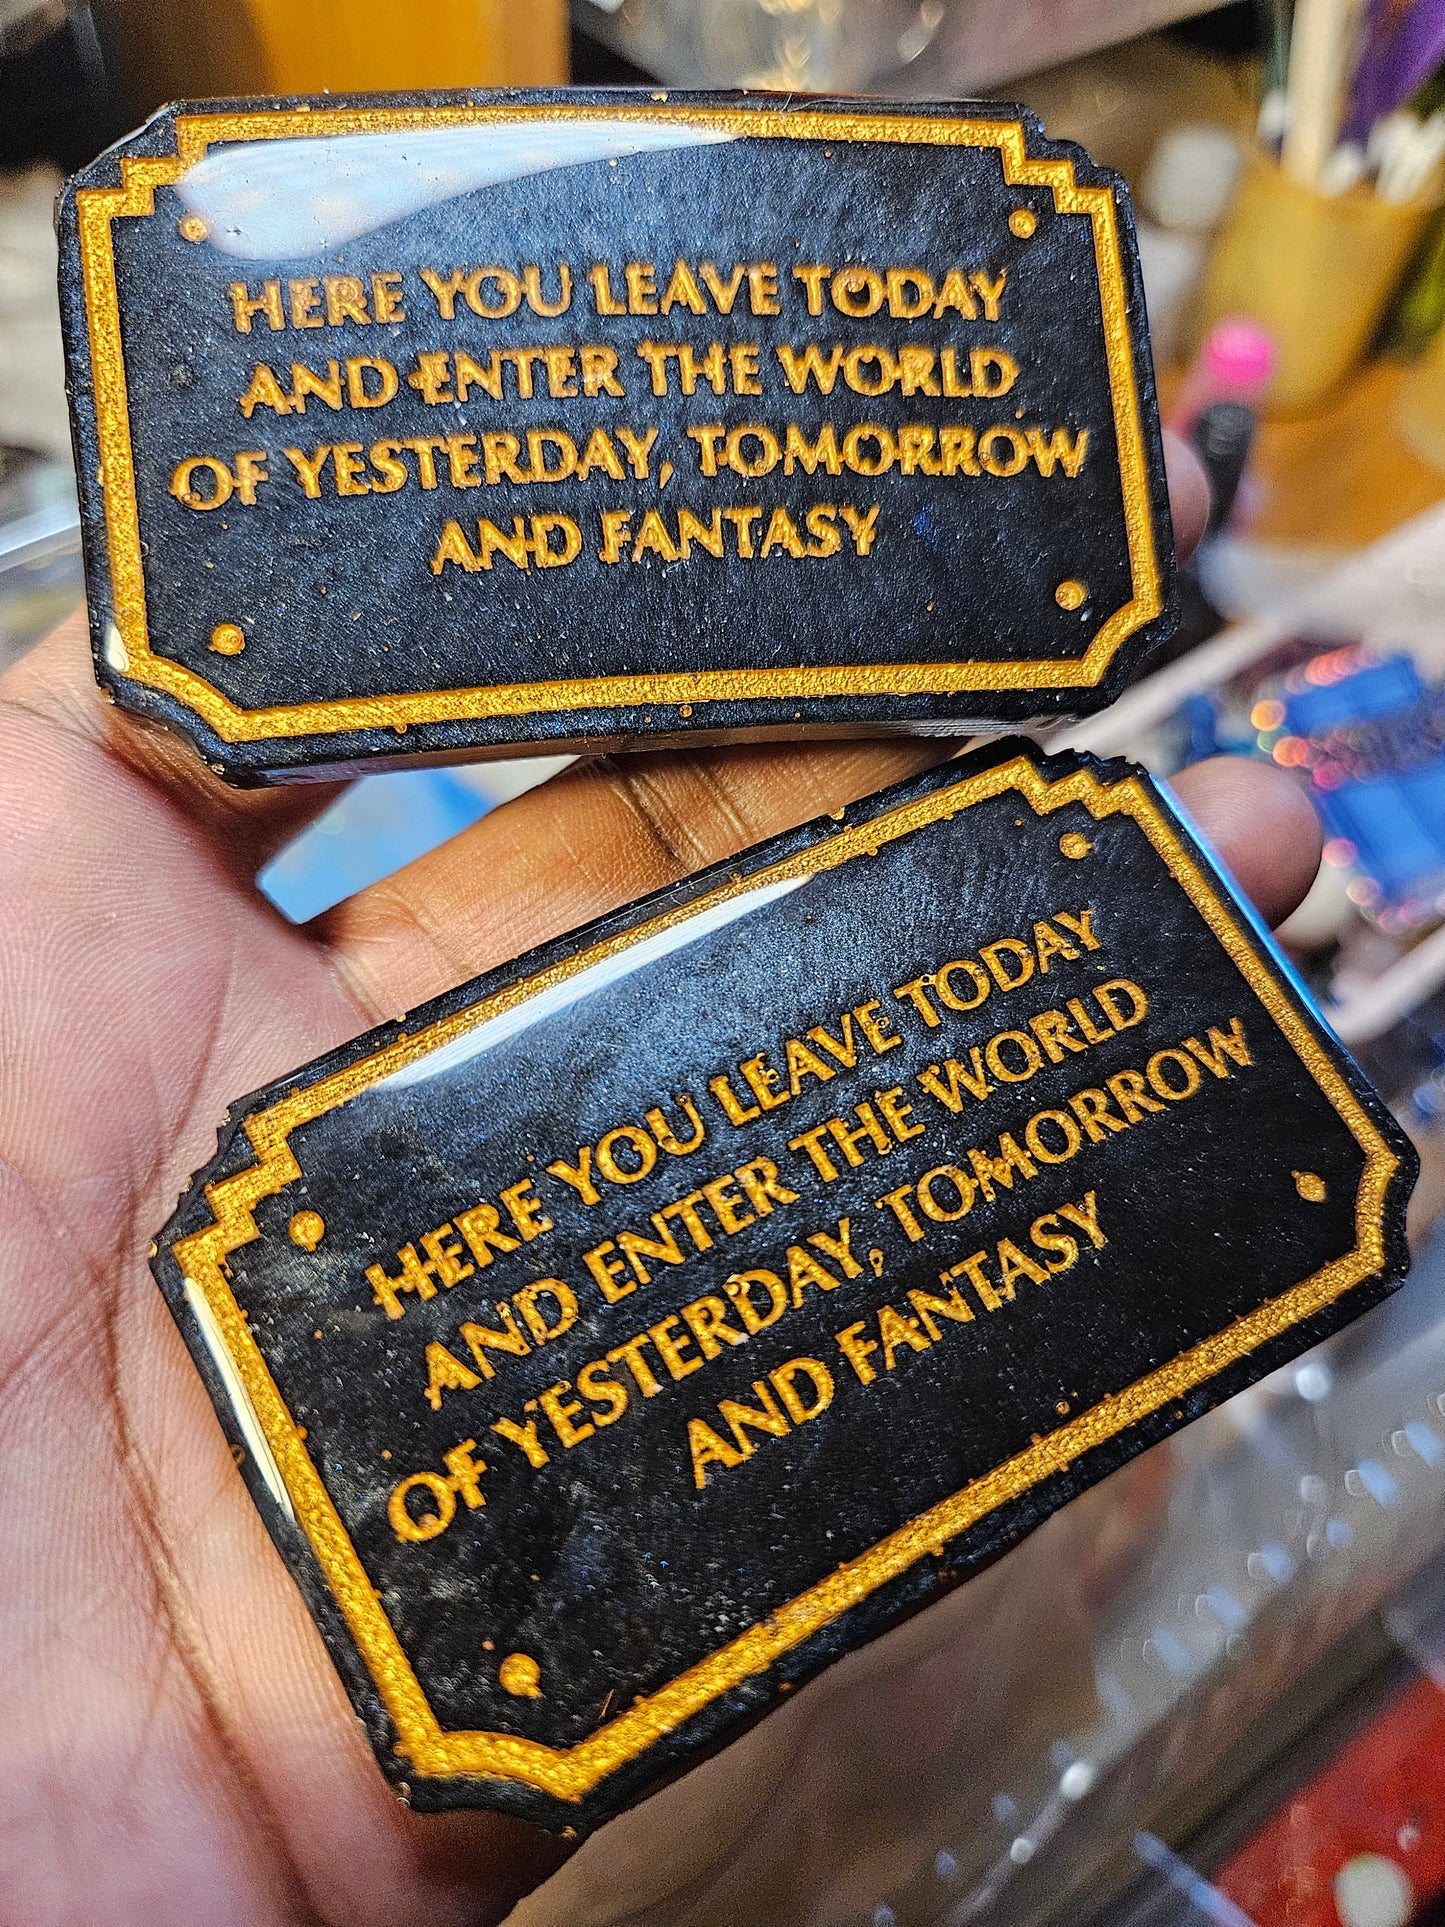 HERE YOU LEAVE TODAY
AND ENTER THE WORLD
OF YESTERDAY, TOMORROW
AND FANTASY
HERE YOU LEAVE TODAY
AND ENTER THE WORLD
OF YESTERDAY, TOMORROW
AND FANTASY